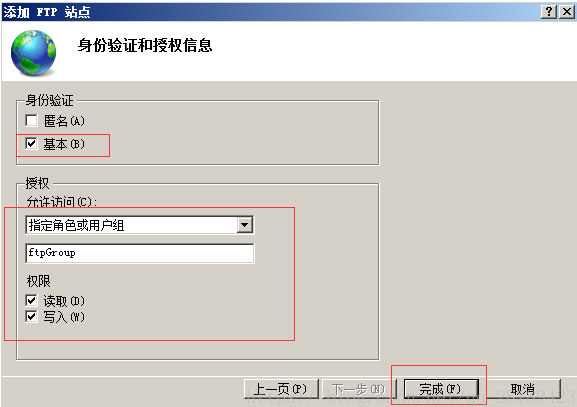 添加 FTP 站点
身份验证和授权信息
身份验证
匿名(A)
基本(B)
授权
允许访问(C):
指定角色或用户组
ftpGroup
权限
读取(D)
写入(W)
上一页(P) 下一步(N) 完成(F) 取消